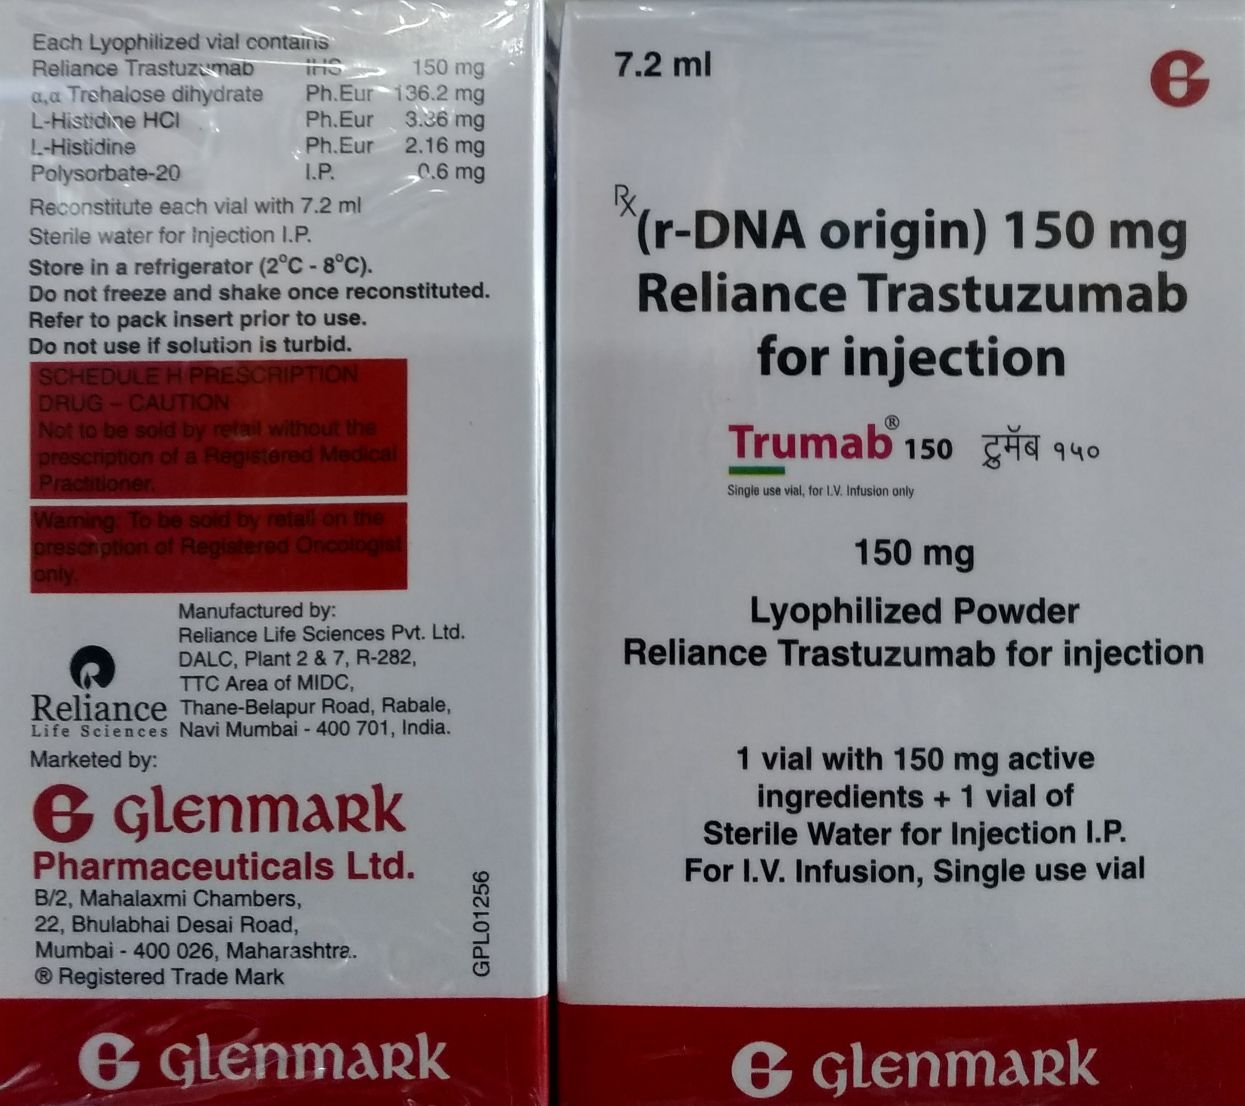 Each Lyophilized vial contains
Reliance Trastuzumab IHS 150 mg
α,α Trehalose dihydrate Ph.Eur 136.2 mg
L-Histidine HCl Ph.Eur 3.36 mg
L-Histidine Ph.Eur 2.16 mg
Polysorbate-20 I.P. 0.6 mg
Reconstitute each vial with 7.2 ml
Sterile water for Injection I.P.
Store in a refrigerator (2°C - 8°C).
Do not freeze and shake once reconstituted.
Refer to pack insert prior to use.
Do not use if solution is turbid.
SCHEDULE H PRESCRIPTION
DRUG – CAUTION
Not to be sold by retail without the
prescription of a Registered Medical
Practitioner.
Warning: To be sold by retail on the
prescription of Registered Oncologist
only.
Manufactured by:
Reliance Life Sciences Pvt. Ltd.
DALC, Plant 2 & 7, R-282,
TTC Area of MIDC,
Thane-Belapur Road, Rabale,
Navi Mumbai - 400 701, India.
Reliance
Life Sciences
Marketed by:
glenmark
Pharmaceuticals Ltd.
B/2, Mahalaxmi Chambers,
22, Bhulabhai Desai Road,
Mumbai - 400 026, Maharashtra.
® Registered Trade Mark
GPL01256
glenmark
7.2 ml
Rx
(r-DNA origin) 150 mg
Reliance Trastuzumab
for injection
Trumab® 150 ट्रुमॅब १५०
Single use vial, for I.V. Infusion only
150 mg
Lyophilized Powder
Reliance Trastuzumab for injection
1 vial with 150 mg active
ingredients + 1 vial of
Sterile Water for Injection I.P.
For I.V. Infusion, Single use vial
glenmark